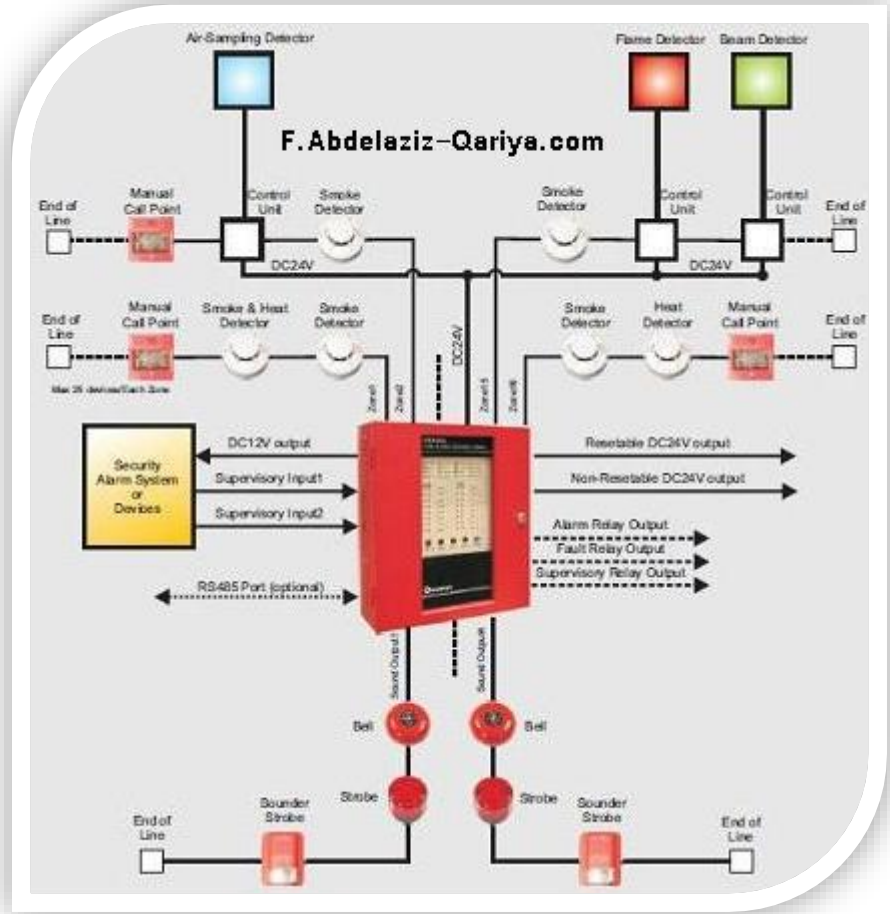 Air-Sampling Detector
Flame Detector
Beam Detector
F.Abdelaziz-Qariya.com
End of
Line
Manual
Call Point
Control
Unit
Smoke
Detector
Smoke
Detector
Control
Unit
Control
Unit
End of
Line
DC24V
DC24V
End of
Line
Manual
Call Point
Smoke & Heat
Detector
Smoke
Detector
DC24V
Smoke
Detector
Heat
Detector
Manual
Call Point
End of
Line
Max 25 devices/Each Zone
Zone1
Zone2
Zone15
Zone16
Security
Alarm System
or
Devices
DC12V output
Supervisory Input1
Supervisory Input2
RS485 Port (optional)
Resetable DC24V output
Non-Resetable DC24V output
Alarm Relay Output
Fault Relay Output
Supervisory Relay Output
Sound Output1
Bell
Bell
Strobe
Strobe
End of
Line
Sounder
Strobe
Sounder
Strobe
End of
Line